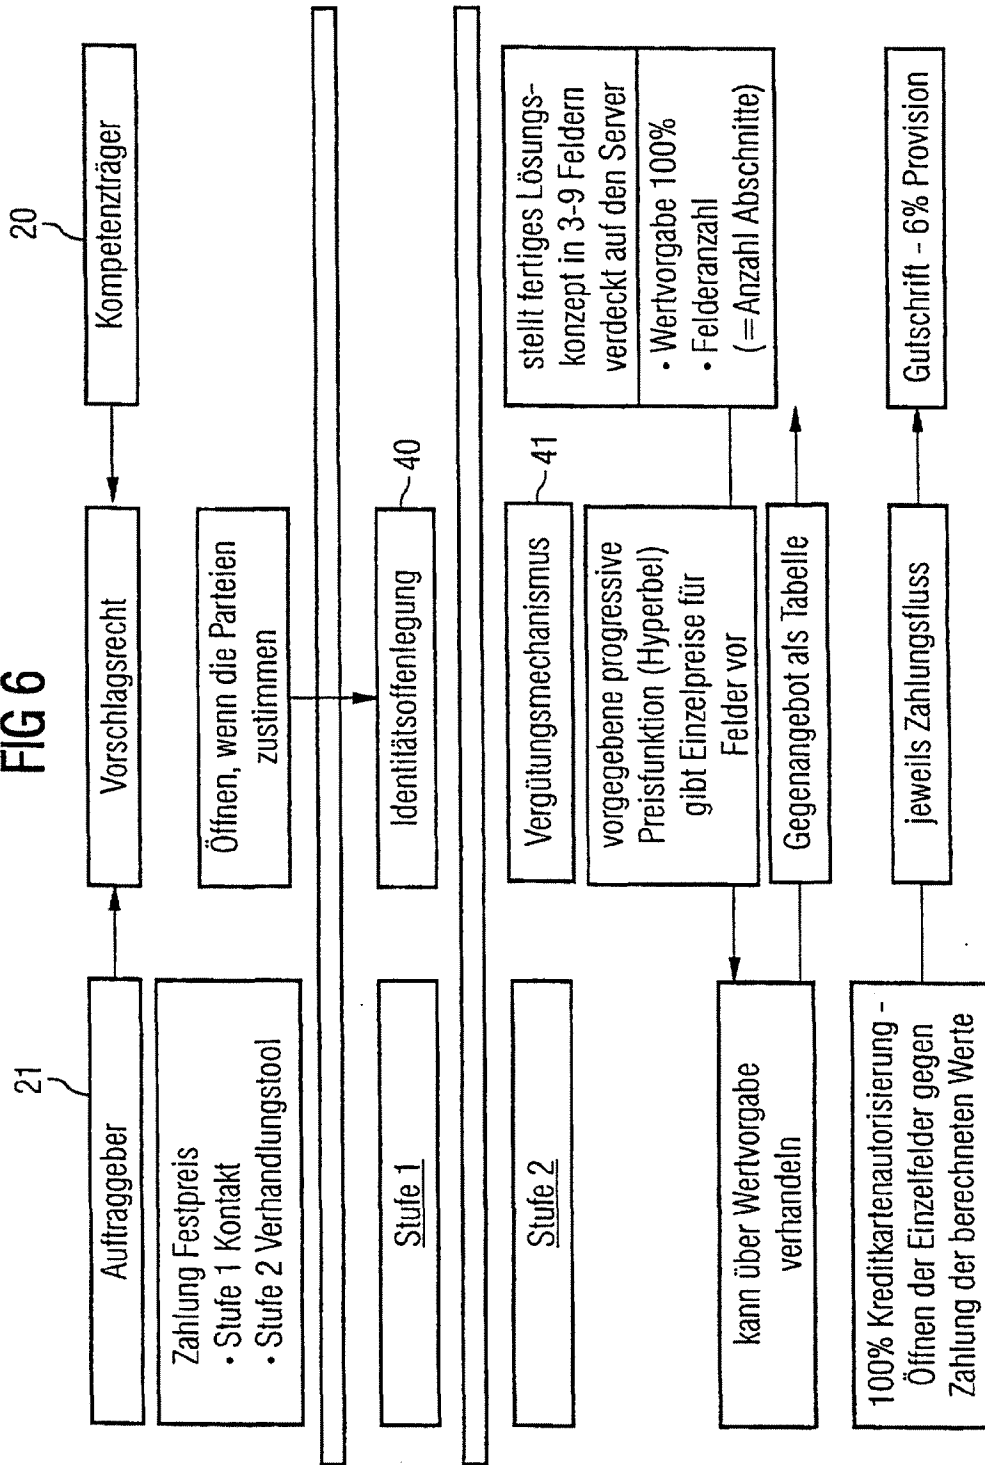 FIG 6
21
20
Auftraggeber
Vorschlagsrecht
Kompetenzträger
Zahlung Festpreis
• Stufe 1 Kontakt
• Stufe 2 Verhandlungstool
Öffnen, wenn die Parteien
zustimmen
Stufe 1
Identitätsoffenlegung
40
Stufe 2
Vergütungsmechanismus
41
vorgegebene progressive
Preisfunktion (Hyperbel)
gibt Einzelpreise für
Felder vor
stellt fertiges Lösungs-
konzept in 3-9 Feldern
verdeckt auf den Server
• Wertvorgabe 100%
• Felderanzahl
(=Anzahl Abschnitte)
kann über Wertvorgabe
verhandeln
Gegenangebot als Tabelle
100% Kreditkartenautorisierung -
Öffnen der Einzelfelder gegen
Zahlung der berechneten Werte
jeweils Zahlungsfluss
Gutschrift - 6% Provision